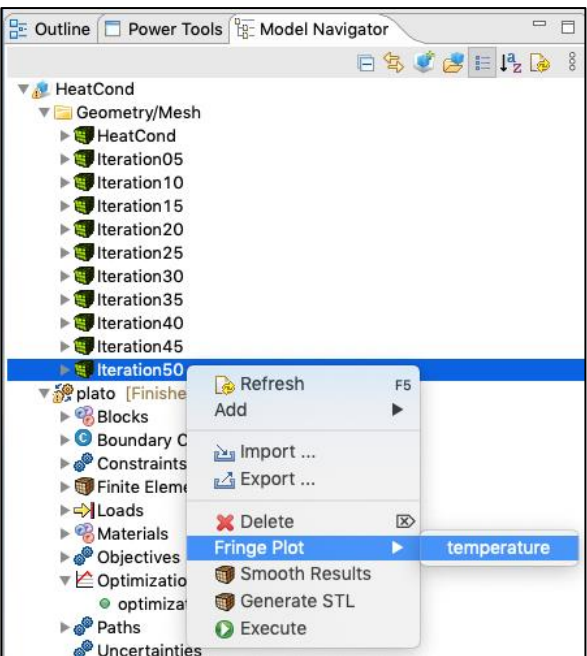 Outline Power Tools Model Navigator
HeatCond
Geometry/Mesh
HeatCond
Iteration05
Iteration10
Iteration15
Iteration20
Iteration25
Iteration30
Iteration35
Iteration40
Iteration45
Iteration50
Refresh F5
Add
Import ...
Export ...
Delete
Fringe Plot
temperature
Smooth Results
Generate STL
Execute
plato [Finishe
Blocks
Boundary C
Constraints
Finite Eleme
Loads
Materials
Objectives
Optimizatio
optimizat
Paths
Uncertainties